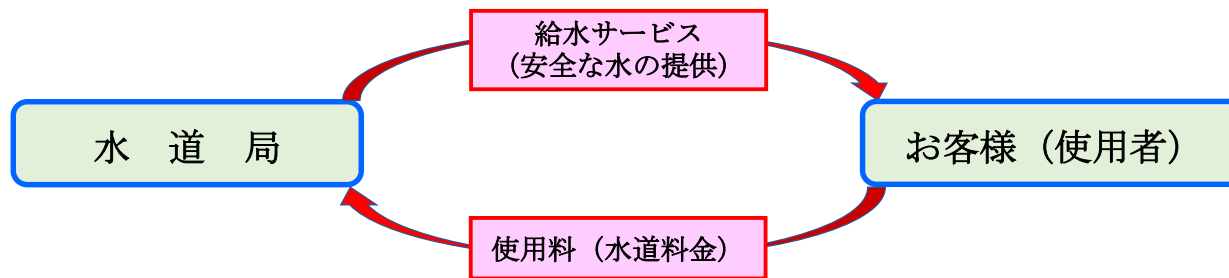 給水サービス
（安全な水の提供）
水　道　局
お客様（使用者）
使用料（水道料金）